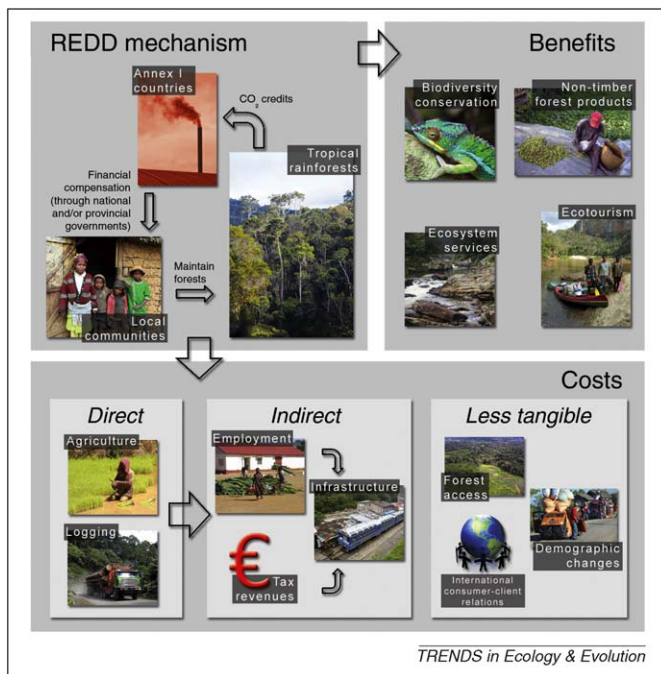 REDD mechanism
Annex I
countries
CO2 credits
Tropical
rainforests
Financial
compensation
(through national
and/or provincial
governments)
Maintain
forests
Local
communities
Benefits
Biodiversity
conservation
Non-timber
forest products
Ecosystem
services
Ecotourism
Costs
Direct
Agriculture
Logging
Indirect
Employment
Infrastructure
€
Tax
revenues
Less tangible
Forest
access
Demographic
changes
International
consumer-client
relations
TRENDS in Ecology & Evolution